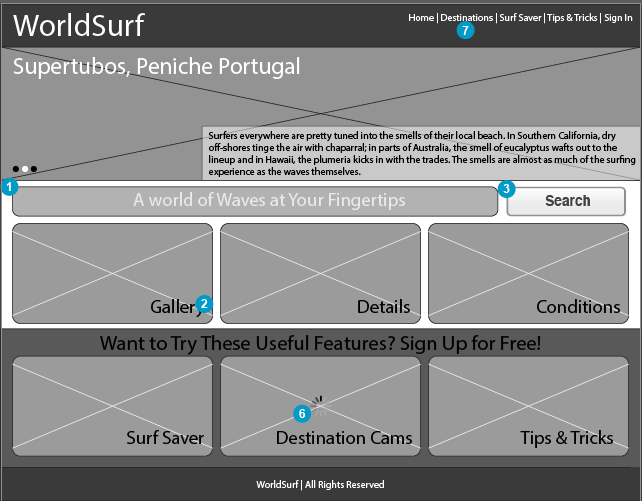 WorldSurf
Home | Destinations | Surf Saver | Tips & Tricks | Sign In
7
Supertubos, Peniche Portugal
Surfers everywhere are pretty tuned into the smells of their local beach. In Southern California, dry
off-shores tinge the air with chaparral; in parts of Australia, the smell of eucalyptus wafts out to the
lineup and in Hawaii, the plumeria kicks in with the trades. The smells are almost as much of the surfing
experience as the waves themselves.
1
A world of Waves at Your Fingertips
3
Search
Gallery
2
Details
Conditions
Want to Try These Useful Features? Sign Up for Free!
6
Surf Saver
Destination Cams
Tips & Tricks
WorldSurf | All Rights Reserved